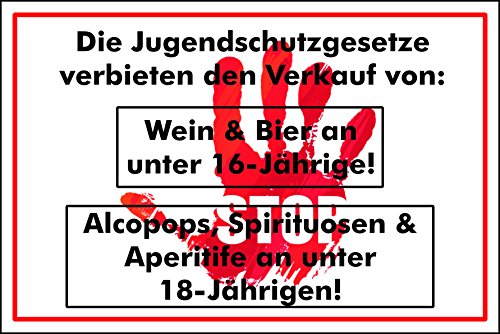 Die Jugendschutzgesetze
verbieten den Verkauf von:
Wein & Bier an
unter 16-Jährige!
STOP
Alcopops, Spirituosen &
Aperitife an unter
18-Jährigen!